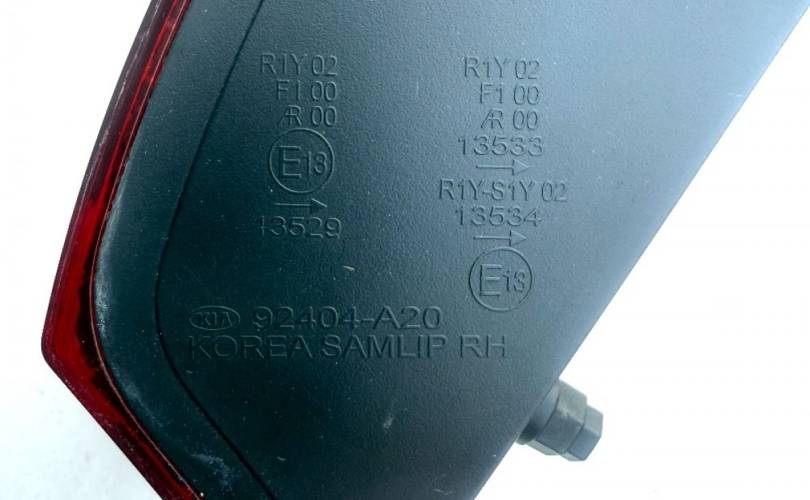 R1Y 02
F1 00
AR 00
E13
→
13529
R1Y 02
F1 00
AR 00
13533
→
R1Y-S1Y 02
13534
→
E13
KIA 92404-A20
KOREA SAMLIP RH